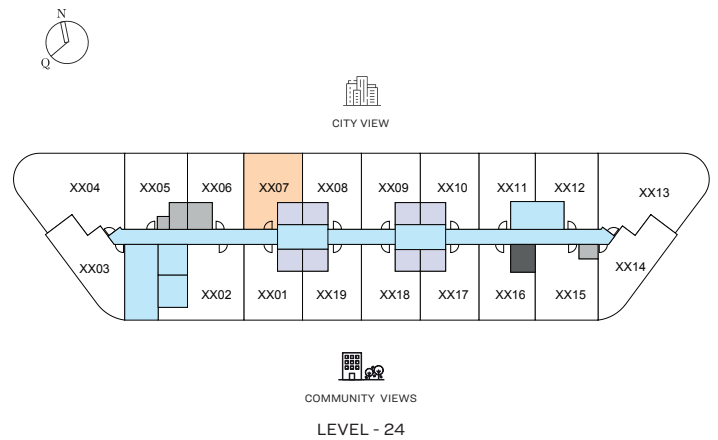 N
Q
CITY VIEW
XX04 XX05 XX06 XX07 XX08 XX09 XX10 XX11 XX12 XX13
XX03 XX14
XX02 XX01 XX19 XX18 XX17 XX16 XX15
COMMUNITY VIEWS
LEVEL - 24